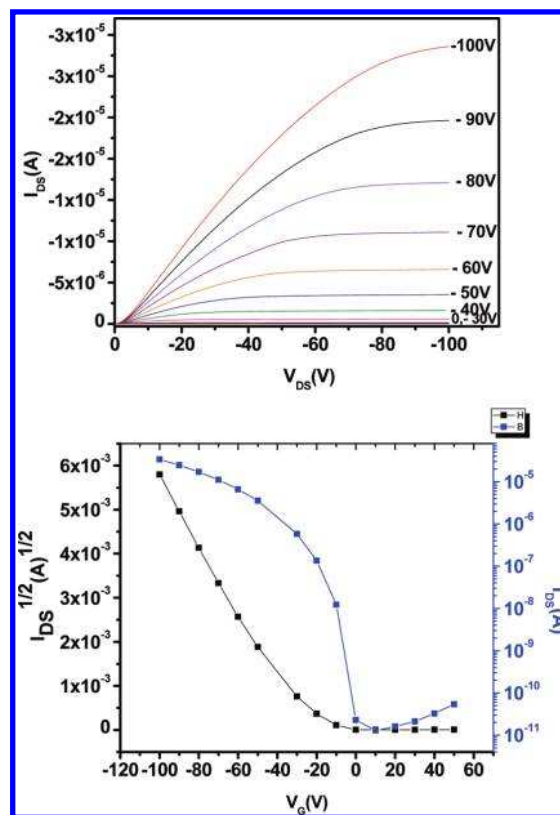 -3x10⁻⁵
-3x10⁻⁵
-2x10⁻⁵
-2x10⁻⁵
-1x10⁻⁵
-1x10⁻⁵
-5x10⁻⁶
0
I_DS(A)
-100V
- 90V
- 80V
- 70V
- 60V
- 50V
- 40V
0,- 30V
0 -20 -40 -60 -80 -100
V_DS(V)
H
B
6x10⁻³
5x10⁻³
4x10⁻³
3x10⁻³
3x10⁻³
1x10⁻³
0
I_DS^1/2(A)^1/2
10⁻⁵
10⁻⁶
10⁻⁷
10⁻⁸
10⁻⁹
10⁻¹⁰
10⁻¹¹
I_DS(A)
-120 -100 -80 -60 -40 -20 0 20 40 60
V_G(V)